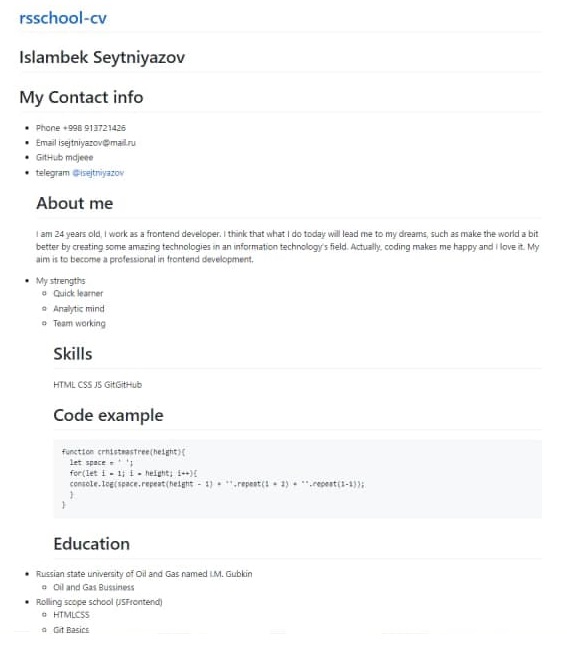 rsschool-cv
Islambek Seytniyazov
My Contact info
• Phone +998 913721426
• Email isejtniyazov@mail.ru
• GitHub mdjeee
• telegram @isejtniyazov
About me
I am 24 years old, I work as a frontend developer. I think that what I do today will lead me to my dreams, such as make the world a bit
better by creating some amazing technologies in an information technology's field. Actually, coding makes me happy and I love it. My
aim is to become a professional in frontend development.
• My strengths
Quick learner
Analytic mind
Team working
Skills
HTML CSS JS GitGitHub
Code example
function crhistmasTree(height){
let space = ' ';
for(let i = 1; i = height; i++){
console.log(space.repeat(height - 1) + ''.repeat(i + 1) + ''.repeat(i-1));
}
}
Education
• Russian state university of Oil and Gas named I.M. Gubkin
Oil and Gas Bussiness
• Rolling scope school (JSFrontend)
HTMLCSS
Git Basics